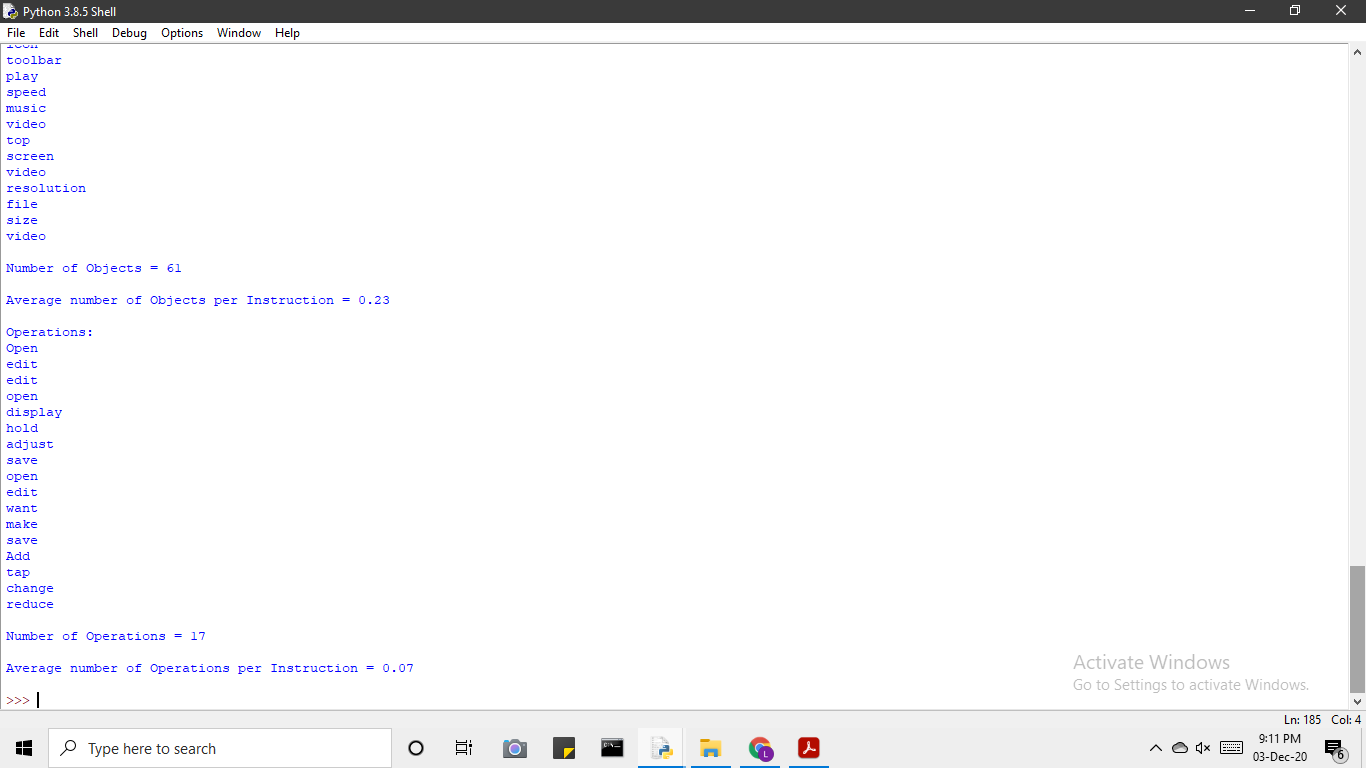 Python 3.8.5 Shell
File Edit Shell Debug Options Window Help
icon
toolbar
play
speed
music
video
top
screen
video
resolution
file
size
video
Number of Objects = 61
Average number of Objects per Instruction = 0.23
Operations:
Open
edit
edit
open
display
hold
adjust
save
open
edit
want
make
save
Add
tap
change
reduce
Number of Operations = 17
Average number of Operations per Instruction = 0.07
>>>
Activate Windows
Go to Settings to activate Windows.
Ln: 185 Col: 4
Type here to search
L
9:11 PM
03-Dec-20
6